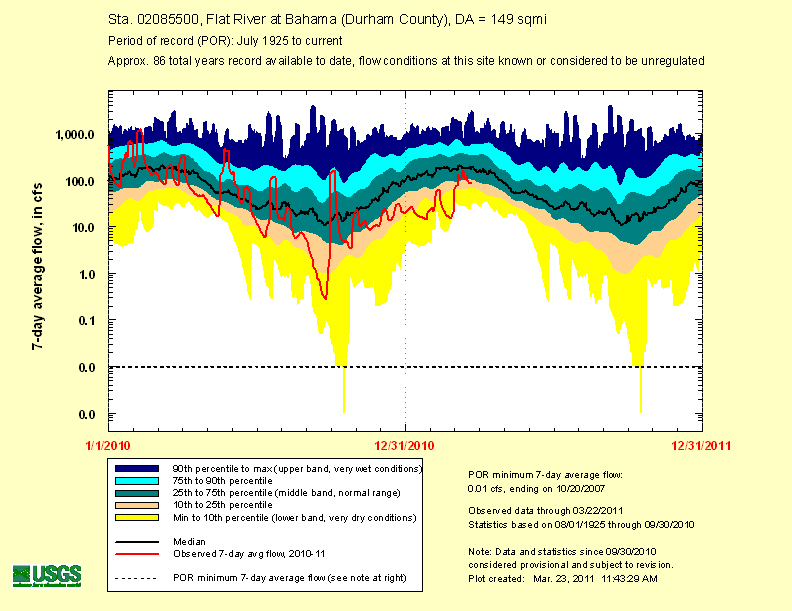 Sta. 02085500, Flat River at Bahama (Durham County), DA = 149 sqmi
Period of record (POR): July 1925 to current
Approx. 86 total years record available to date, flow conditions at this site known or considered to be unregulated
7-day average flow, in cfs
1,000.0
100.0
10.0
1.0
0.1
0.0
0.0
1/1/2010
12/31/2010
12/31/2011
90th percentile to max (upper band, very wet conditions)
75th to 90th percentile
25th to 75th percentile (middle band, normal range)
10th to 25th percentile
Min to 10th percentile (lower band, very dry conditions)
Median
Observed 7-day avg flow, 2010-11
POR minimum 7-day average flow (see note at right)
POR minimum 7-day average flow:
0.01 cfs, ending on 10/20/2007
Observed data through 03/22/2011
Statistics based on 08/01/1925 through 09/30/2010
Note: Data and statistics since 09/30/2010
considered provisional and subject to revision.
Plot created: Mar. 23, 2011 11:43:29 AM
USGS